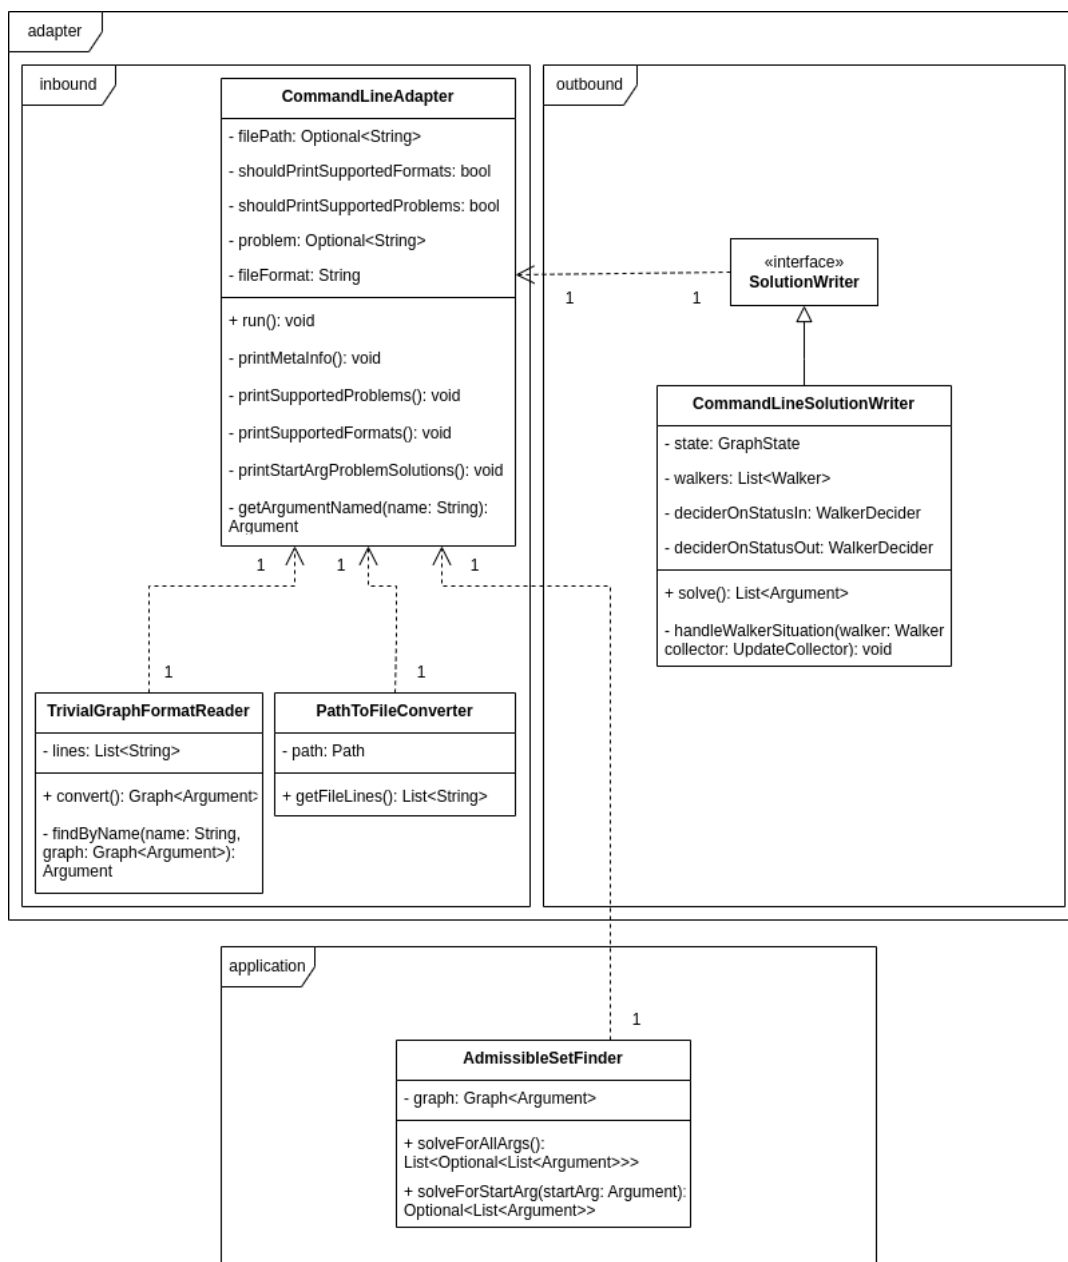 adapter
inbound
CommandLineAdapter
- filePath: Optional<String>
- shouldPrintSupportedFormats: bool
- shouldPrintSupportedProblems: bool
- problem: Optional<String>
- fileFormat: String
+ run(): void
- printMetaInfo(): void
- printSupportedProblems(): void
- printSupportedFormats(): void
- printStartArgProblemSolutions(): void
- getArgumentNamed(name: String):
Argument
1
1
1
1
1
TrivialGraphFormatReader
- lines: List<String>
+ convert(): Graph<Argument>
- findByName(name: String,
graph: Graph<Argument>):
Argument
PathToFileConverter
- path: Path
+ getFileLines(): List<String>
outbound
«interface»
SolutionWriter
1
1
CommandLineSolutionWriter
- state: GraphState
- walkers: List<Walker>
- deciderOnStatusIn: WalkerDecider
- deciderOnStatusOut: WalkerDecider
+ solve(): List<Argument>
- handleWalkerSituation(walker: Walker
collector: UpdateCollector): void
application
1
AdmissibleSetFinder
- graph: Graph<Argument>
+ solveForAllArgs():
List<Optional<List<Argument>>>
+ solveForStartArg(startArg: Argument):
Optional<List<Argument>>